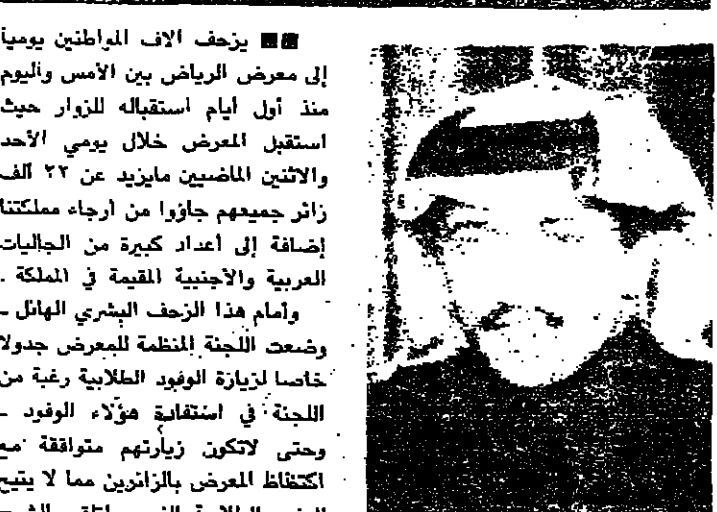 يزحف الاف المواطنين يومياً
إلى معرض الرياض بين الأمس واليوم
منذ أول أيام استقباله للزوار حيث
استقبل المعرض خلال يومي الأحد
والاثنين الماضيين مايزيد عن ٢٢ ألف
زائر جميعهم جاؤوا من أرجاء مملكتنا
إضافة إلى أعداد كبيرة من الجاليات
العربية والأجنبية المقيمة في المملكة .
وأمام هذا الزحف البشري الهائل ـ
وضعت اللجنة المنظمة للمعرض جدولا
خاصا لزيارة الوفود الطلابية رغبة من
اللجنة في استفادة هؤلاء الوفود ـ
وحتى لاتكون زيارتهم متوافقة مع
اكتفاظ المعرض بالزائرين مما لا يتيح